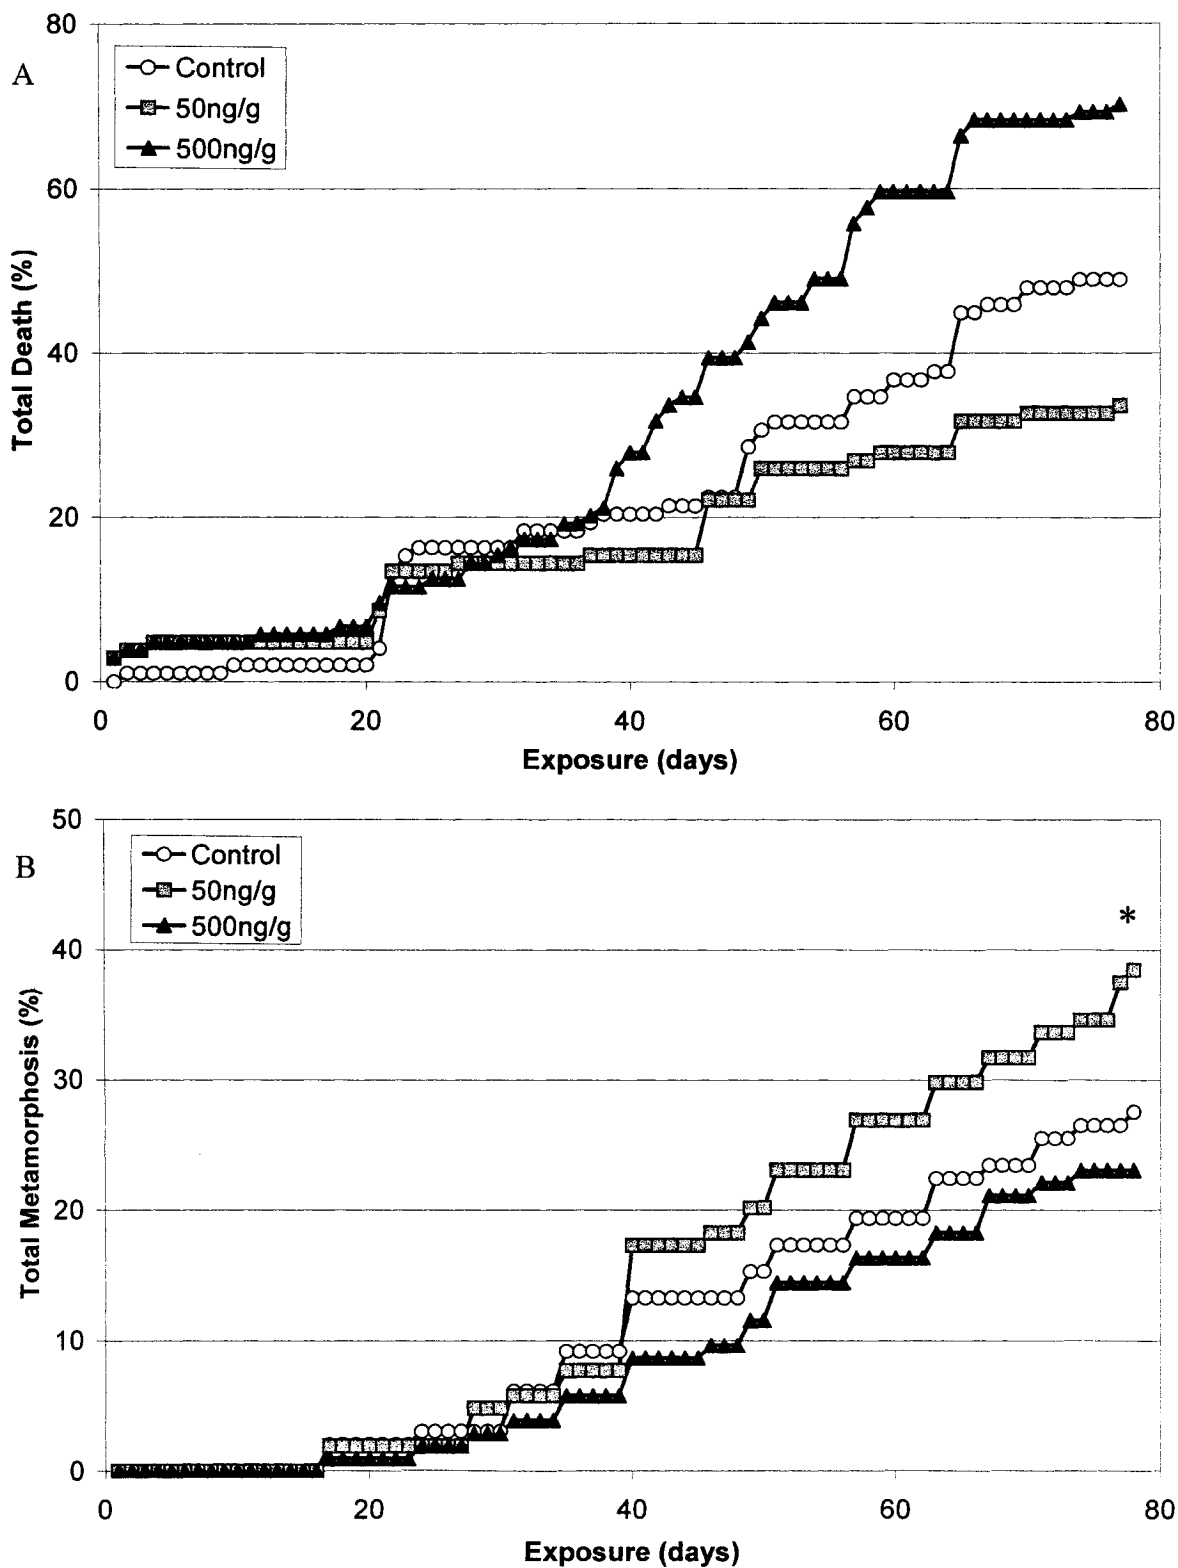 80
A
Control
50ng/g
500ng/g
60
40
20
0
Total Death (%)
0 20 40 60 80
Exposure (days)
50
B
Control
50ng/g
500ng/g
*
40
30
20
10
0
Total Metamorphosis (%)
0 20 40 60 80
Exposure (days)